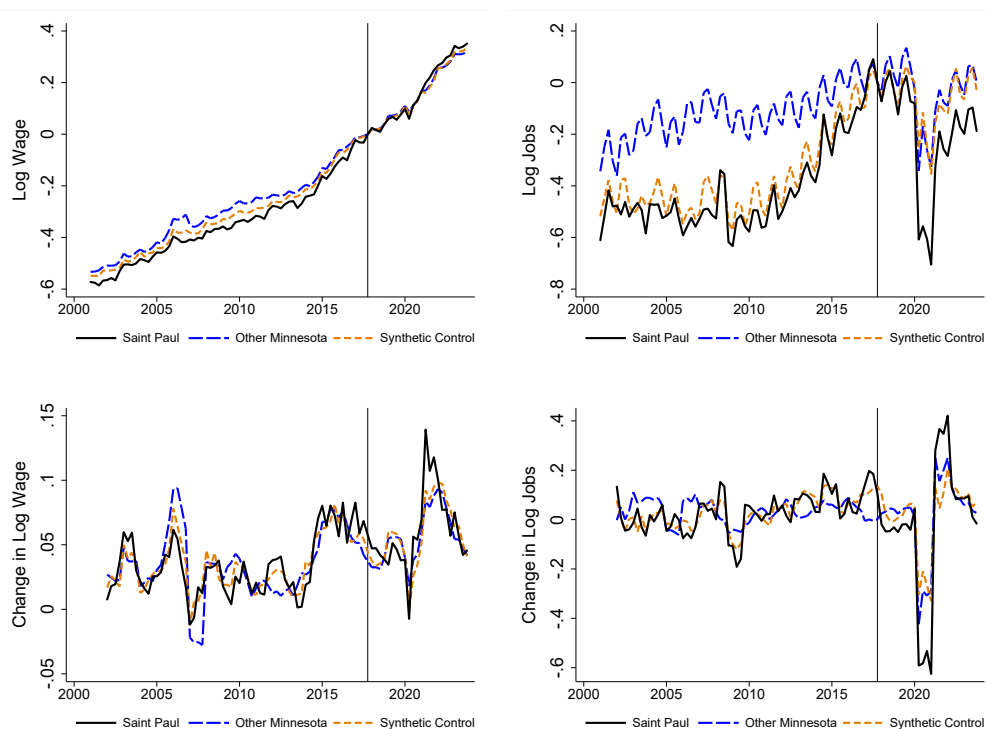 Log Wage
.4
.2
0
-.2
-.4
-.6
2000 2005 2010 2015 2020
Saint Paul Other Minnesota Synthetic Control
Log Jobs
.2
0
-.2
-.4
-.6
-.8
2000 2005 2010 2015 2020
Saint Paul Other Minnesota Synthetic Control
Change in Log Wage
.15
.1
.05
0
-.05
2000 2005 2010 2015 2020
Saint Paul Other Minnesota Synthetic Control
Change in Log Jobs
.4
.2
0
-.2
-.4
-.6
2000 2005 2010 2015 2020
Saint Paul Other Minnesota Synthetic Control